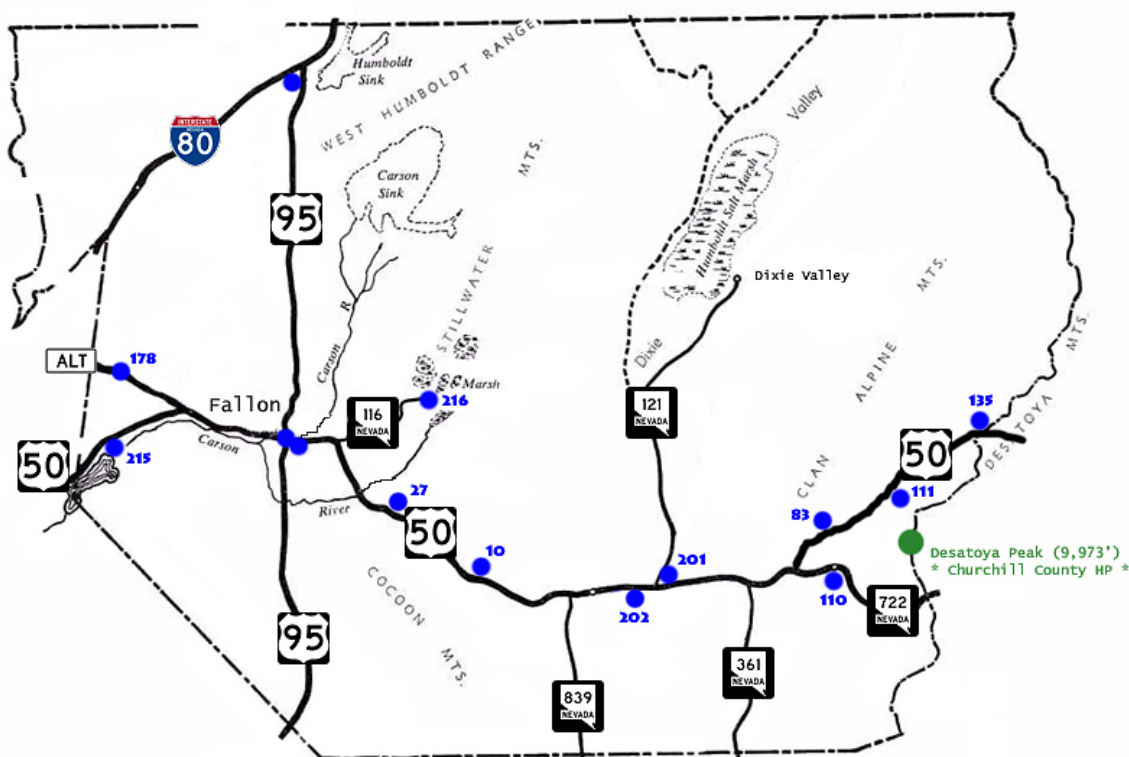 Humboldt
Sink
WEST HUMBOLDT RANGE
INTERSTATE
NEVADA
80
95
Carson
Sink
MTS.
Valley
Humboldt Salt Marsh
Dixie Valley
STILLWATER
MTS.
Carson R
Dixie
ALPINE
MTS.
ALT
178
Fallon
116
NEVADA
Marsh
216
121
NEVADA
135
DESATOYA
50
215
Carson
River
27
50
50
111
CLAN
83
10
201
Desatoya Peak (9,973')
* Churchill County HP *
COCOON
MTS.
202
110
722
NEVADA
95
839
NEVADA
361
NEVADA